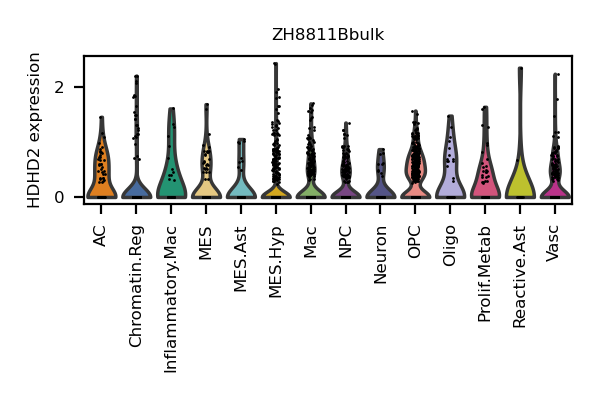 ZH8811Bbulk
HDHD2 expression
2
0
AC
Chromatin.Reg
Inflammatory.Mac
MES
MES.Ast
MES.Hyp
Mac
NPC
Neuron
OPC
Oligo
Prolif.Metab
Reactive.Ast
Vasc